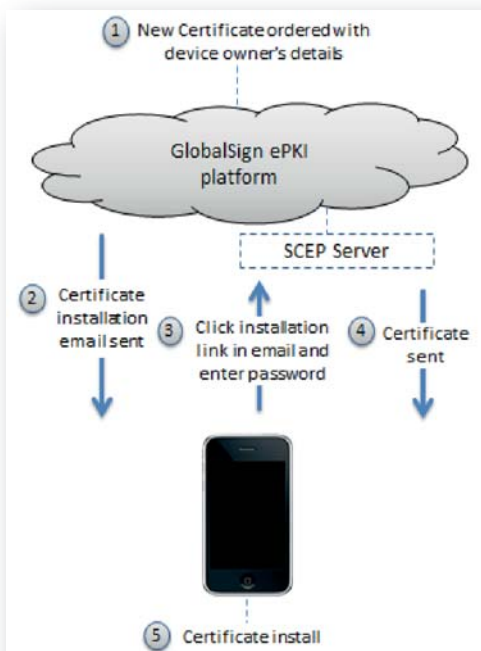 1 New Certificate ordered with
device owner's details
GlobalSign ePKI
platform
SCEP Server
2 Certificate
installation
email sent
3 Click installation
link in email and
enter password
4 Certificate
sent
5 Certificate install